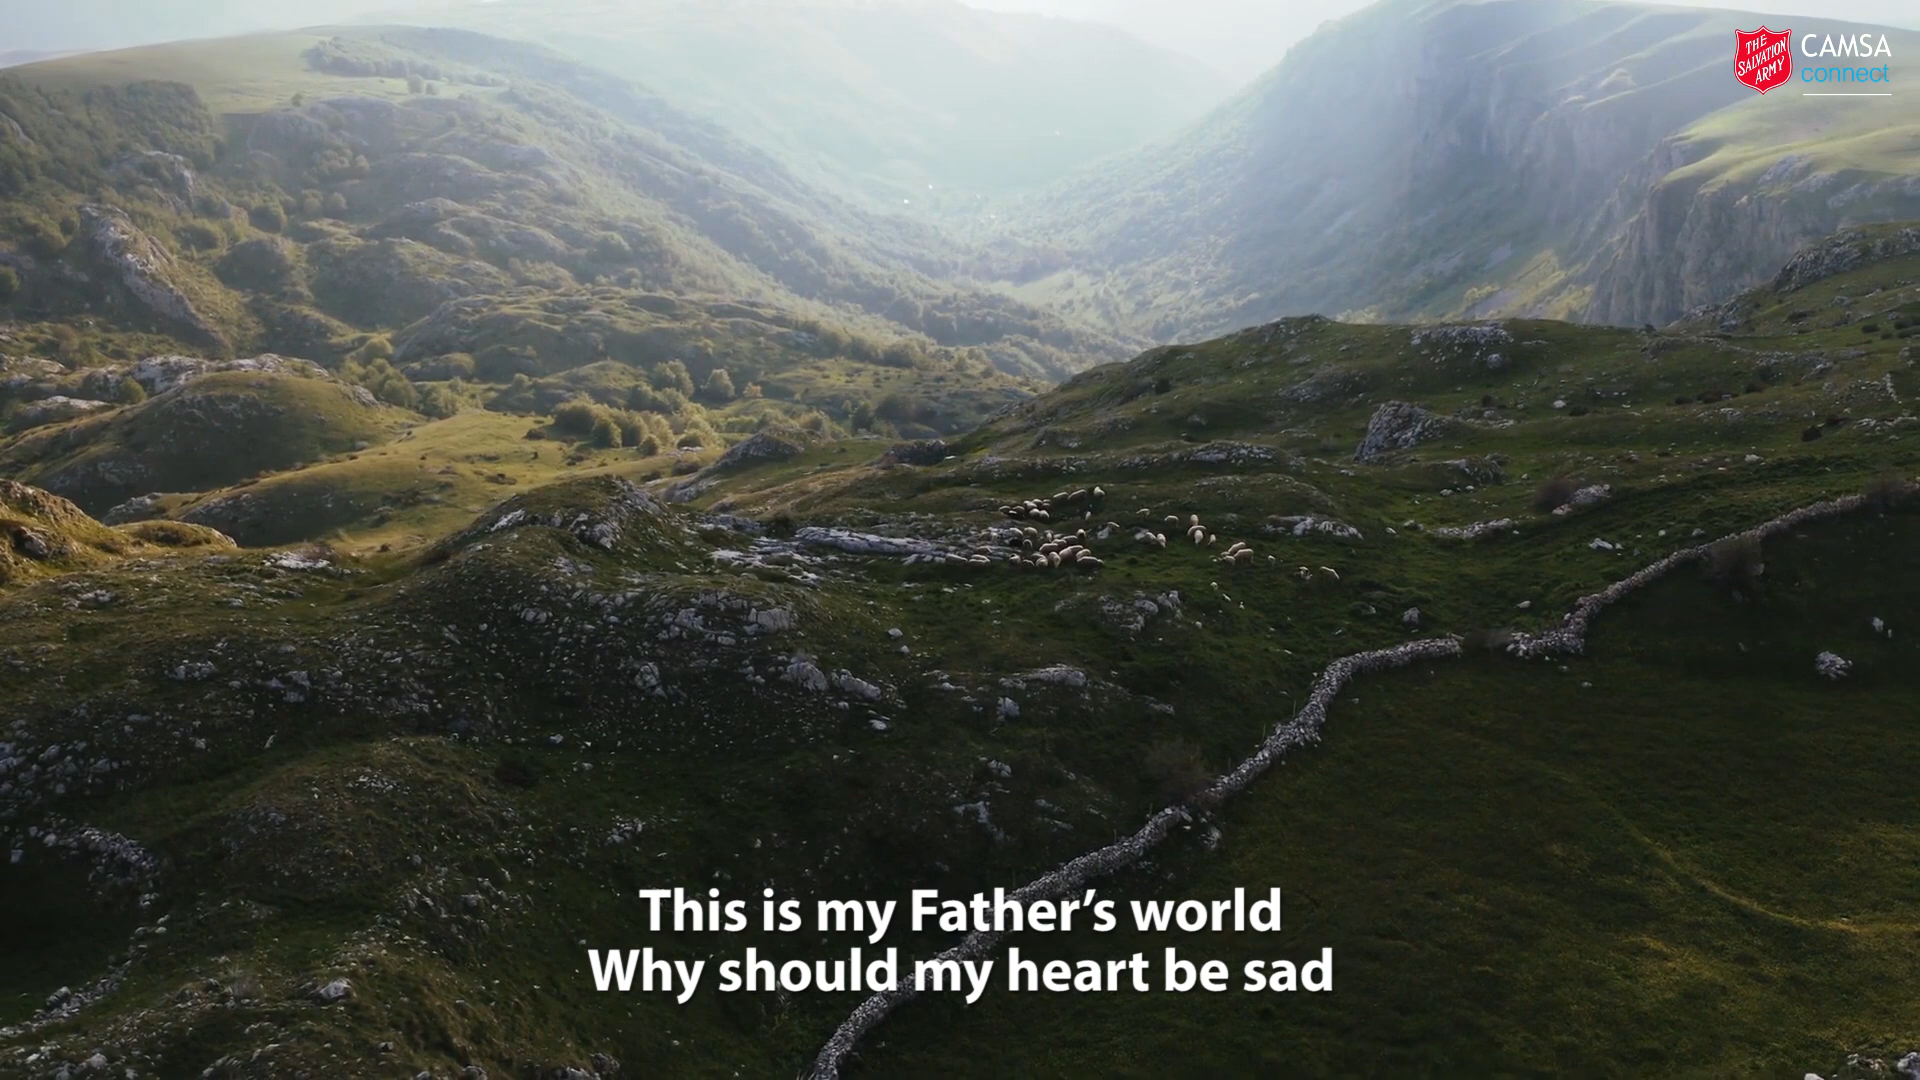 THE
SALVATION
ARMY
CAMSA
connect
This is my Father’s world
Why should my heart be sad